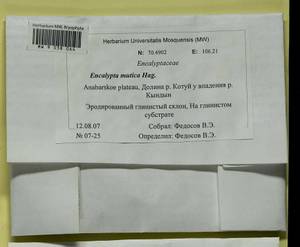 Herbarium MW, Bryophyta
Herbarium Universitatis Mosquensis (MW)
N: 70.6902 E: 106.21
Encalyptaceae
Encalypta mutica Hag.
Anabarskoe plateau, Долина р. Котуй у впадения р.
Кындын
Эродированный глинистый склон, На глинистом
субстрате
12.08.07 Собрал: Федосов В.Э.
№ 07-25 Определил: Федосов В.Э.